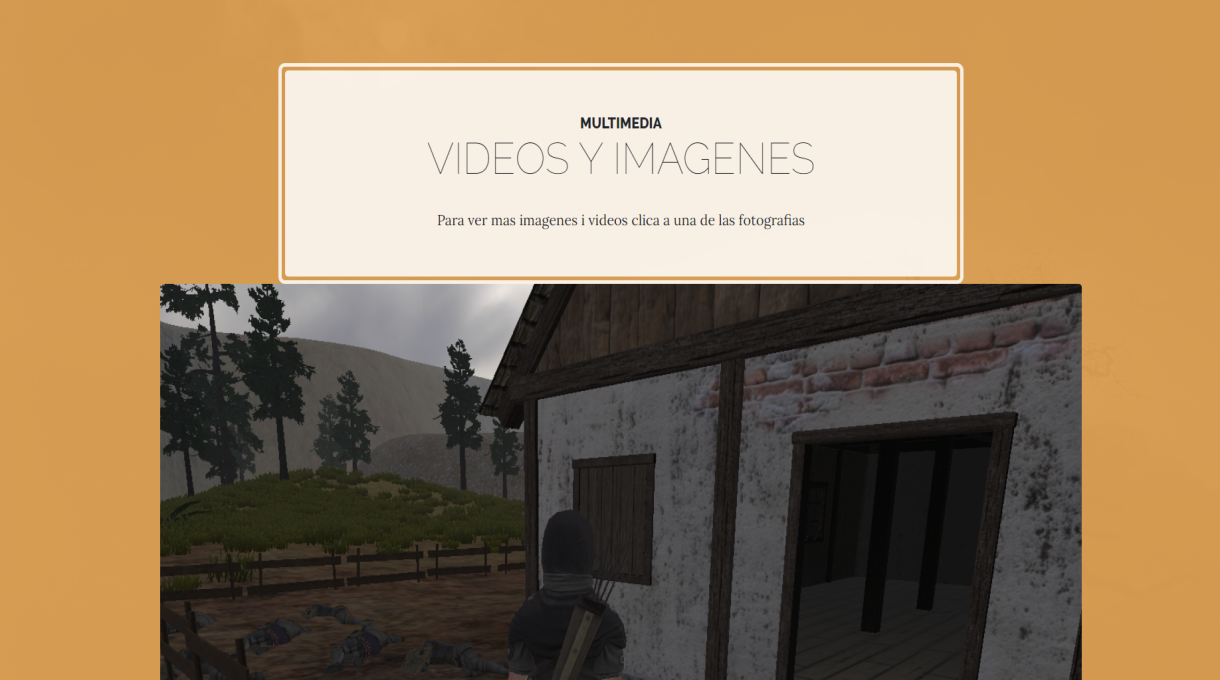 MULTIMEDIA
VIDEOS Y IMAGENES
Para ver mas imagenes i videos clica a una de las fotografias